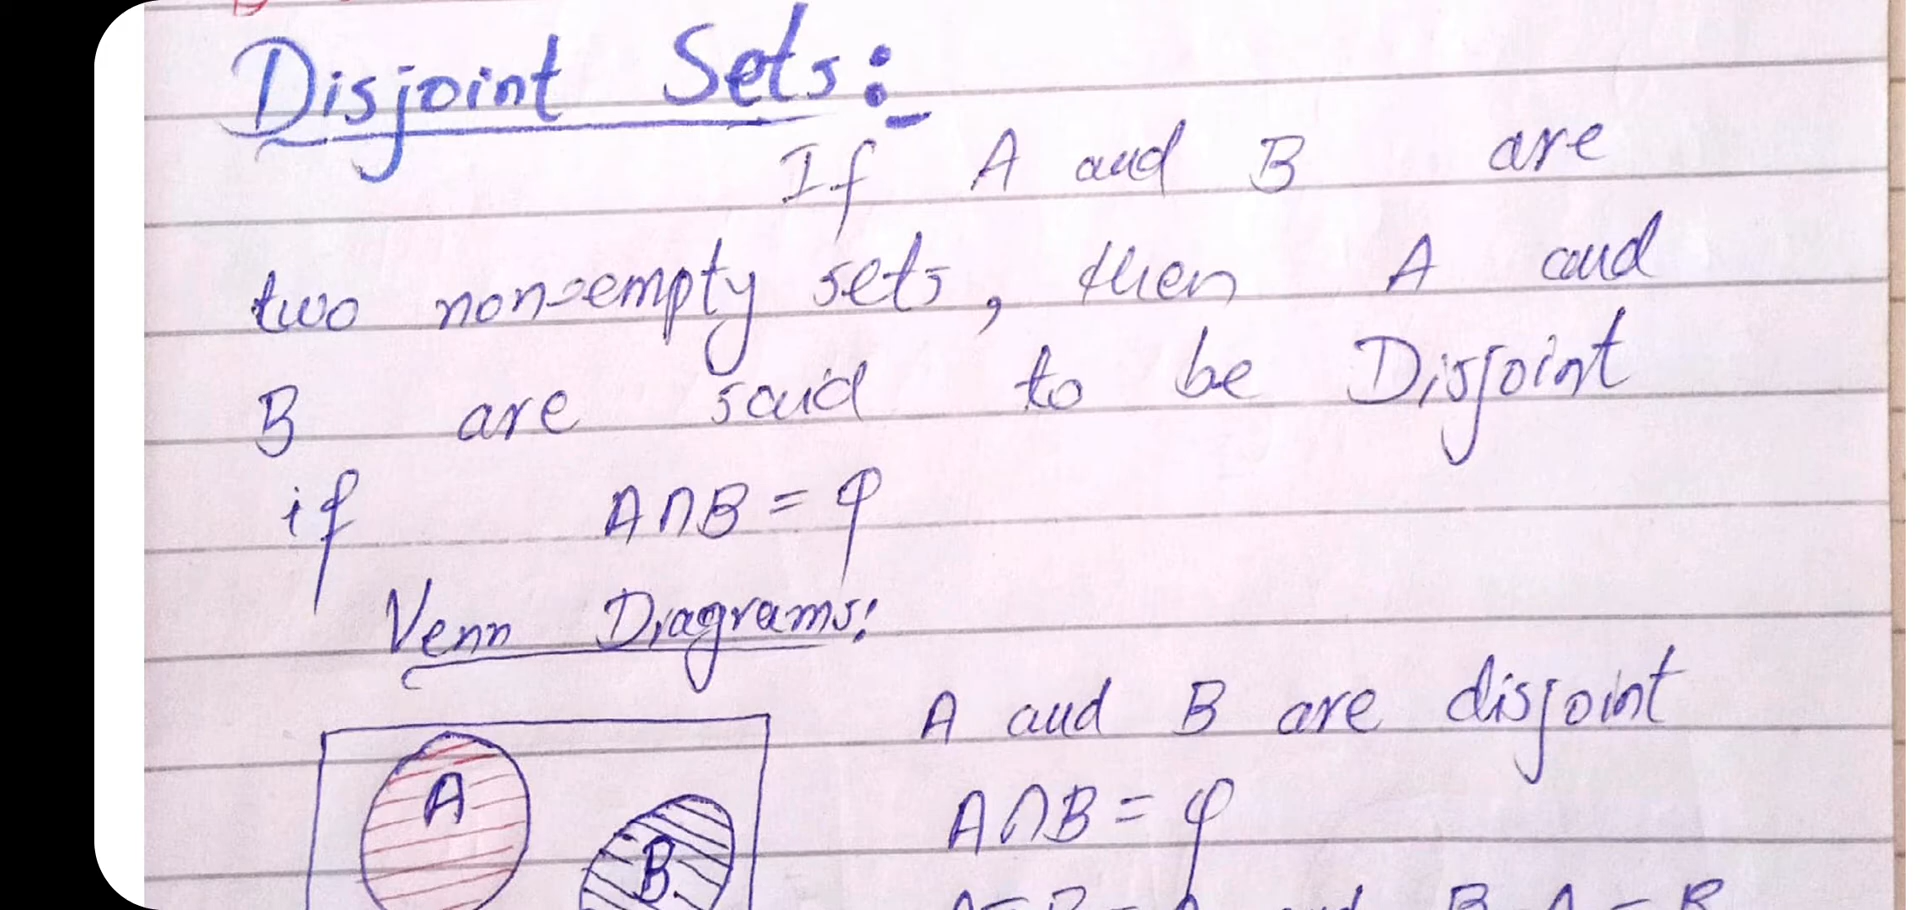 Disjoint Sets:-
If A and B are
two non-empty sets, then A and
B are said to be Disjoint
if A∩B = φ
Venn Diagrams:
A and B are disjoint
A
A∩B = φ
B